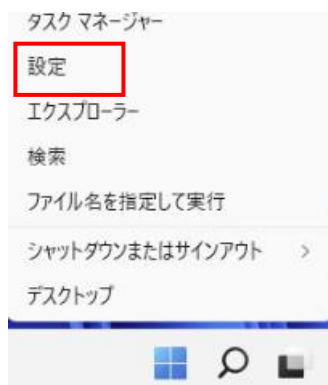 タスク マネージャー
設定
エクスプローラー
検索
ファイル名を指定して実行
シャットダウンまたはサインアウト
デスクトップ